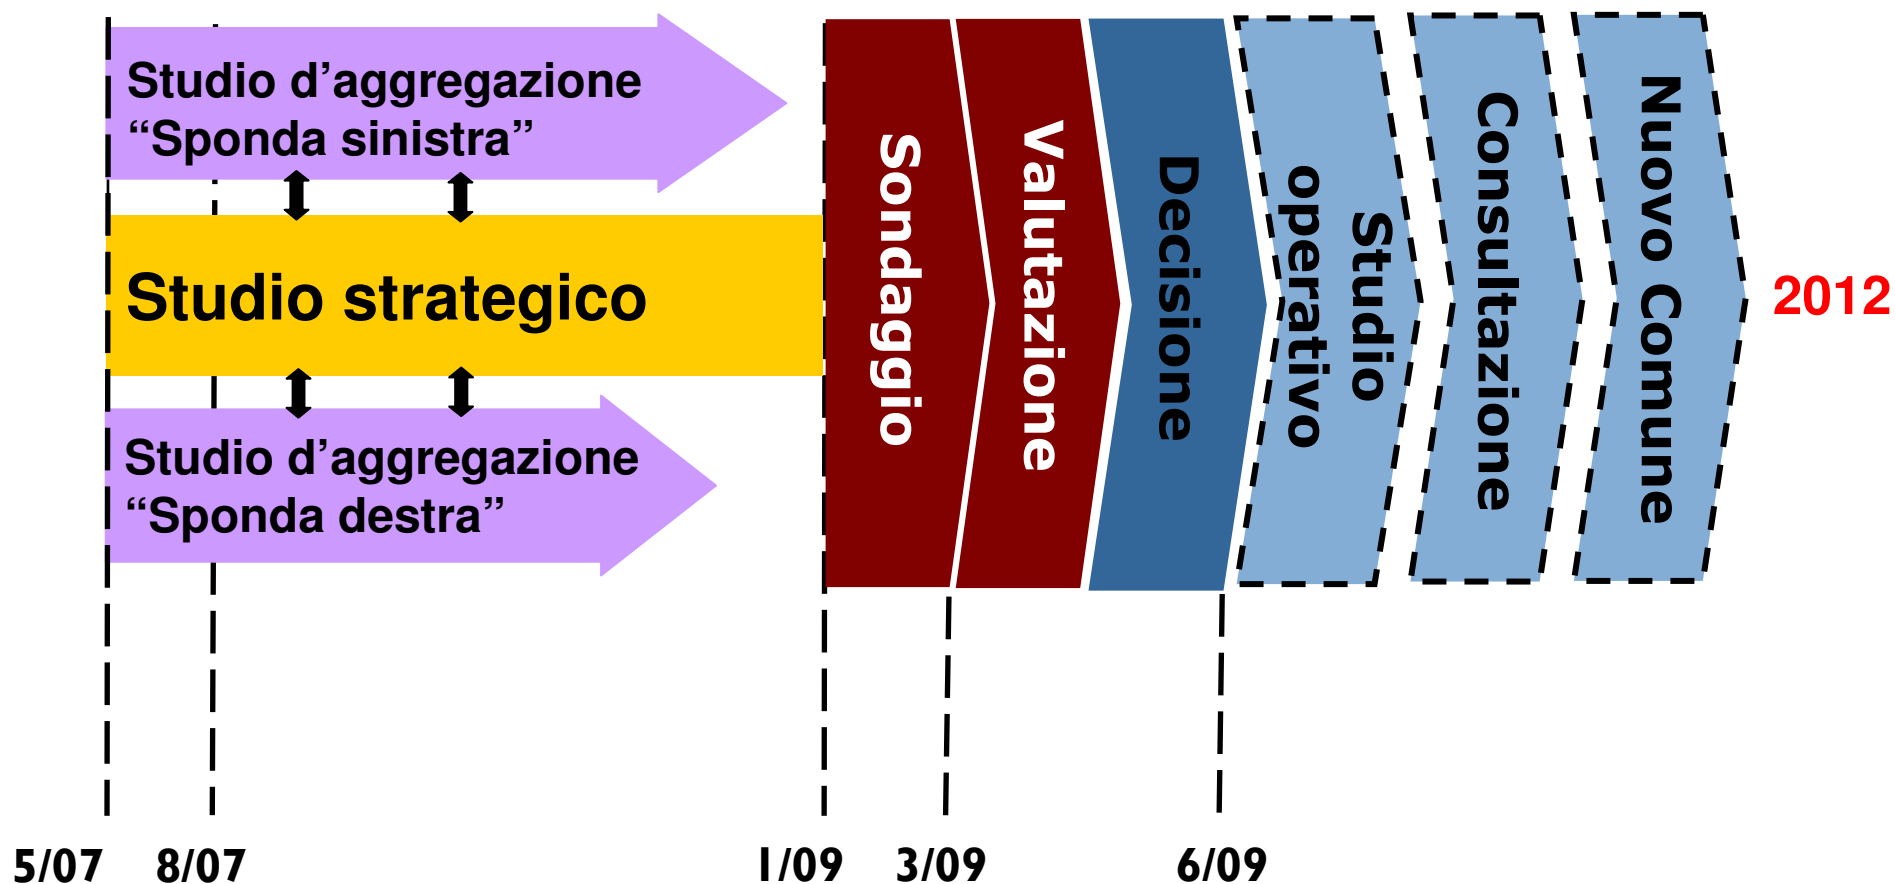 Studio d’aggregazione
“Sponda sinistra”
Studio strategico
Studio d’aggregazione
“Sponda destra”
Sondaggio
Valutazione
Decisione
Studio
operativo
Consultazione
Nuovo Comune
2012
5/07
8/07
1/09
3/09
6/09